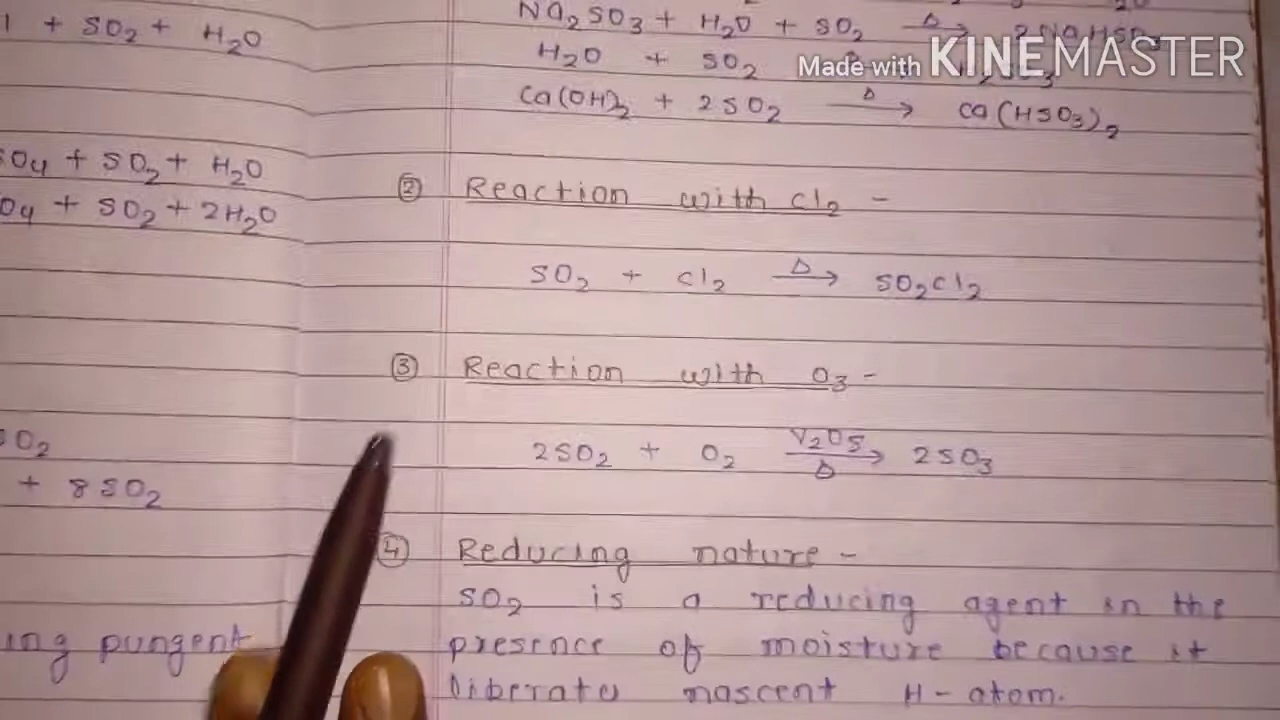 + SO2 + H2O
SO4 + SO2 + H2O
O4 + SO2 + 2H2O
SO2
+ 8SO2
ing pungent
Na2SO3 + H2O + SO2 Δ→ 2NaHSO3
H2O + SO2
Made with KINEMASTER
Ca(OH)2 + 2SO2 Δ→ Ca(HSO3)2
② Reaction with Cl2 -
SO2 + Cl2 Δ→ SO2Cl2
③ Reaction with O3 -
2SO2 + O2 V2O5→Δ 2SO3
④ Reducing nature -
SO2 is a reducing agent in the
presence of moisture because it
liberates nascent H-atom.